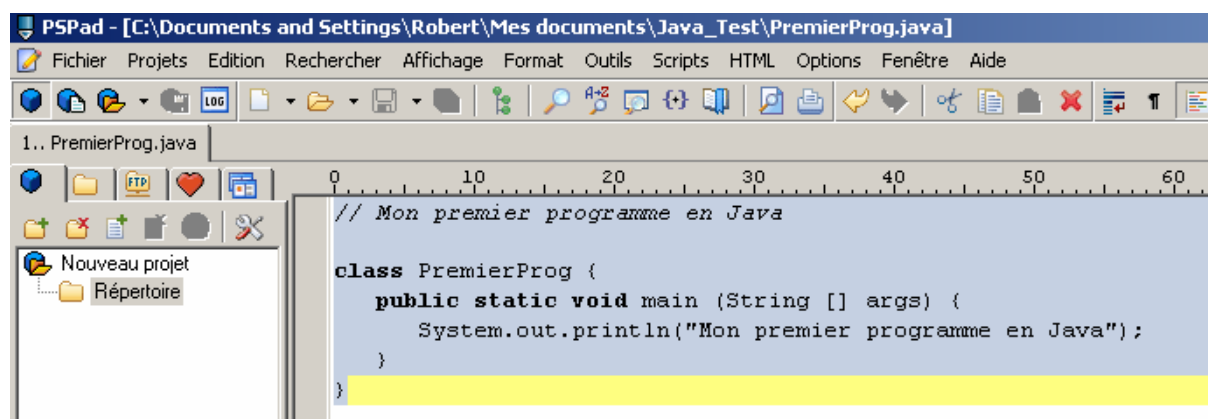 PSPad - [C:\Documents and Settings\Robert\Mes documents\Java_Test\PremierProg.java]
Fichier Projets Edition Rechercher Affichage Format Outils Scripts HTML Options Fenêtre Aide
LOG A→Z ¶
1.. PremierProg.java
FTP
0 10 20 30 40 50 60
Nouveau projet
Répertoire
// Mon premier programme en Java
class PremierProg {
public static void main (String [] args) {
System.out.println("Mon premier programme en Java");
}
}